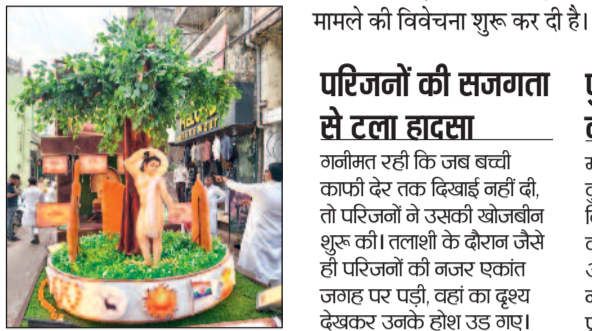 मामले की विवेचना शुरू कर दी है।
परिजनों की सजगता
से टला हादसा
गनीमत रही कि जब बच्ची
काफी देर तक दिखाई नहीं दी,
तो परिजनों ने उसकी खोजबीन
शुरू की। तलाशी के दौरान जैसे
ही परिजनों की नजर एकांत
जगह पर पड़ी, वहां का दृश्य
देखकर उनके होश उड़ गए।